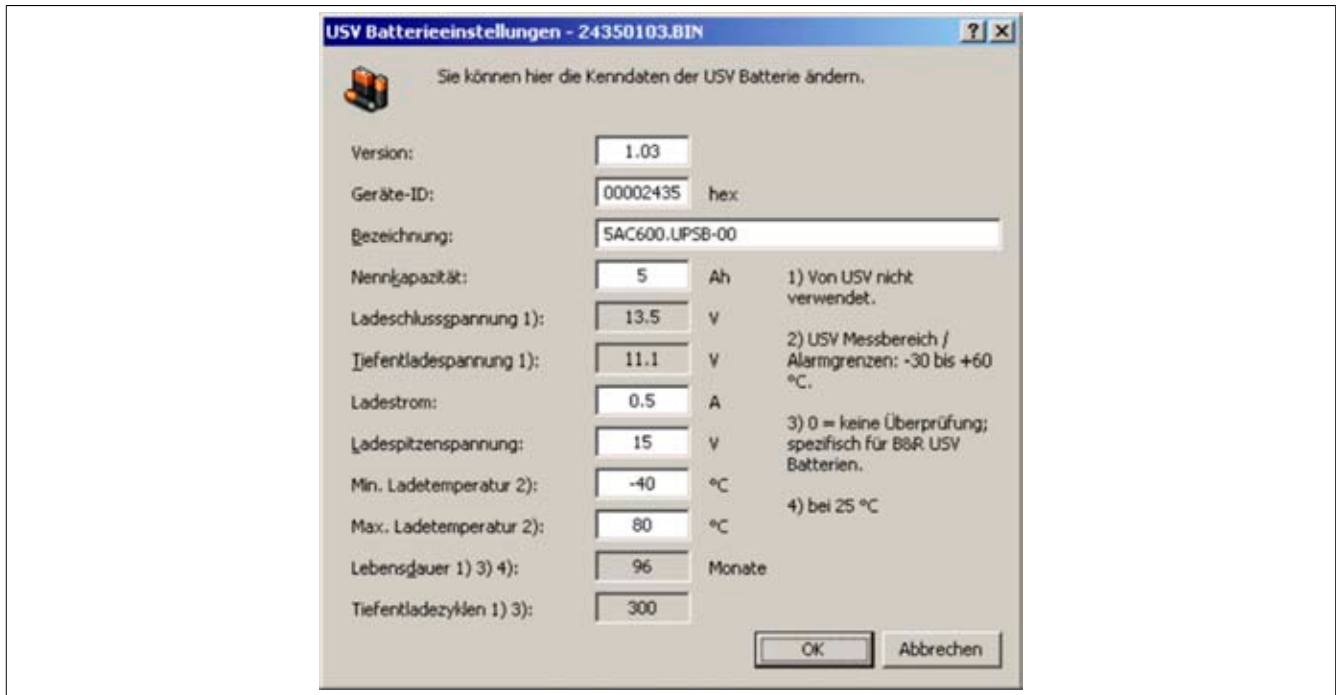 USV Batterieeinstellungen - 24350103.BIN
Sie können hier die Kenndaten der USV Batterie ändern.
Version: 1.03
Geräte-ID: 00002435 hex
Bezeichnung: 5AC600.UPSB-00
Nennkapazität: 5 Ah
Ladeschlussspannung 1): 13.5 V
Tiefentladespannung 1): 11.1 V
Ladestrom: 0.5 A
Ladespitzenspannung: 15 V
Min. Ladetemperatur 2): -40 °C
Max. Ladetemperatur 2): 80 °C
Lebensdauer 1) 3) 4): 96 Monate
Tiefentladezyklen 1) 3): 300
1) Von USV nicht
verwendet.
2) USV Messbereich /
Alarmgrenzen: -30 bis +60
°C.
3) 0 = keine Überprüfung;
spezifisch für B&R USV
Batterien.
4) bei 25 °C
OK Abbrechen